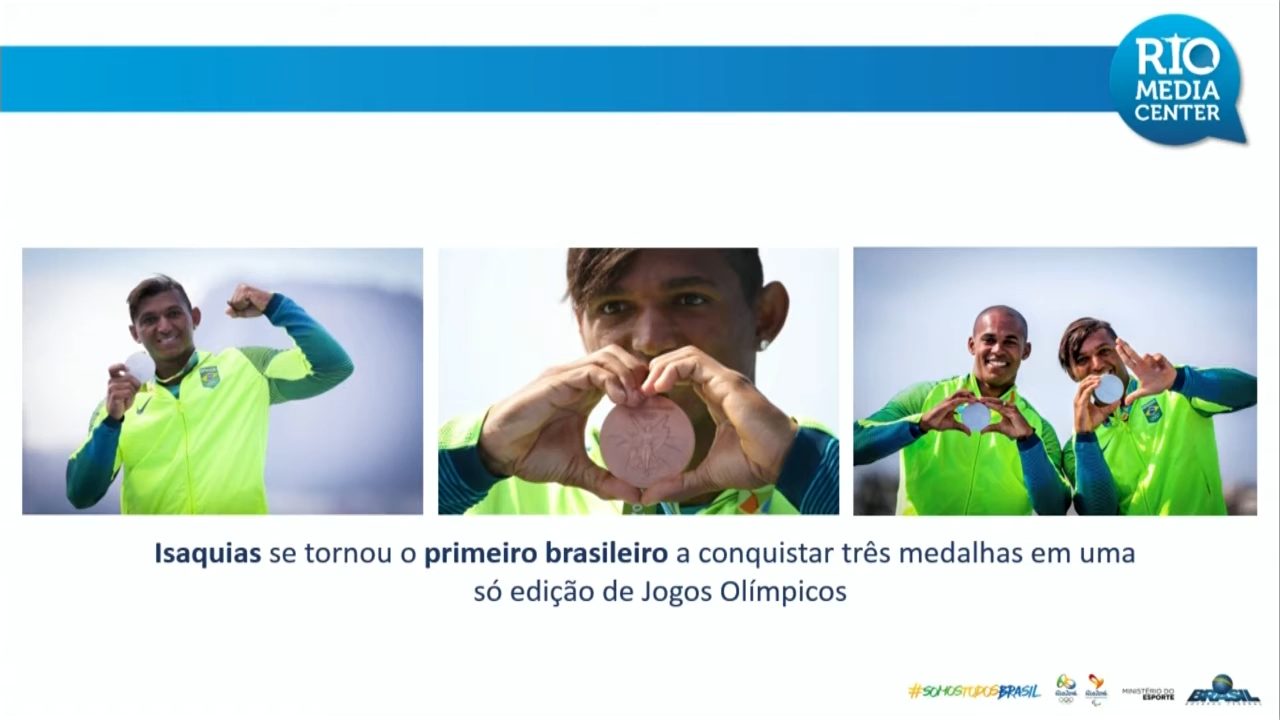 RIO
MEDIA
CENTER
Isaquias se tornou o primeiro brasileiro a conquistar três medalhas em uma
só edição de Jogos Olímpicos
#SOMOSTODOSBRASIL
MINISTÉRIO DO
ESPORTE
BRASIL